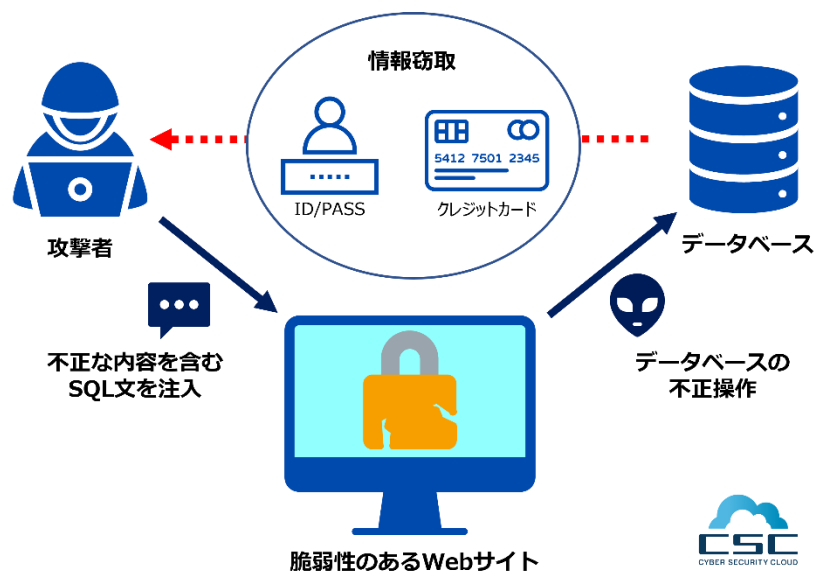 情報窃取
5412 7501 2345
ID/PASS
クレジットカード
攻撃者
データベース
不正な内容を含む
SQL文を注入
データベースの
不正操作
脆弱性のあるWebサイト
CSC
CYBER SECURITY CLOUD